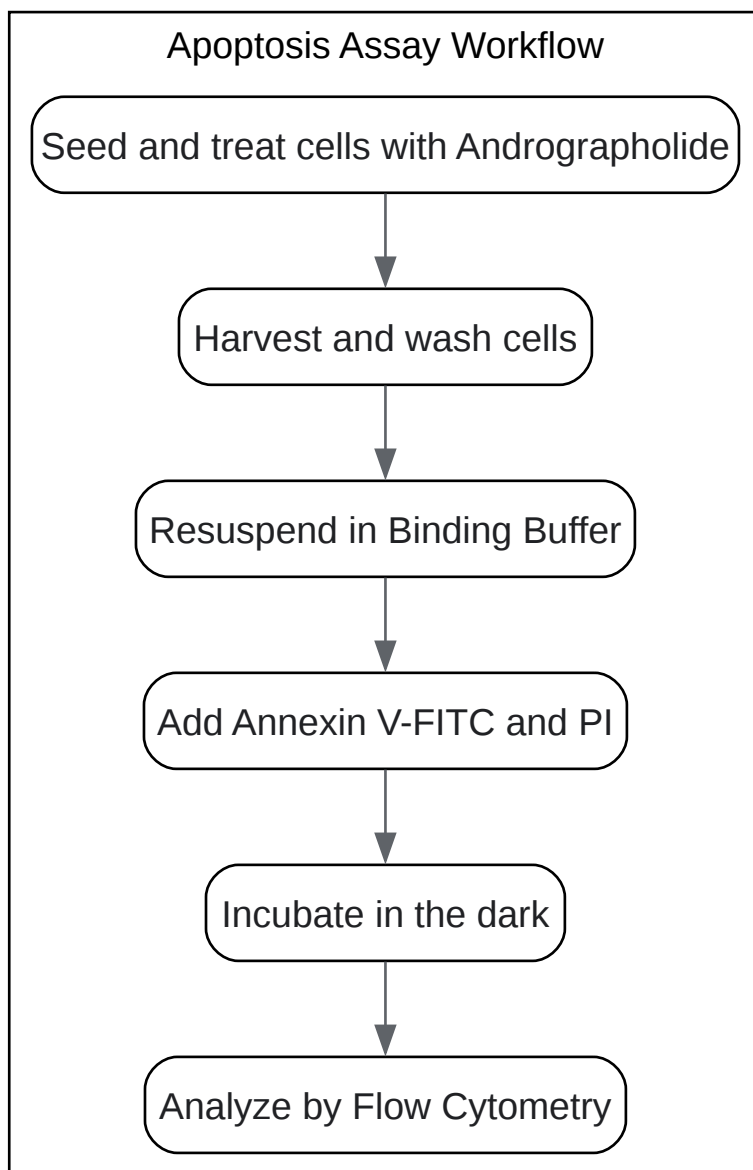 Apoptosis Assay Workflow
Seed and treat cells with Andrographolide
Harvest and wash cells
Resuspend in Binding Buffer
Add Annexin V-FITC and PI
Incubate in the dark
Analyze by Flow Cytometry